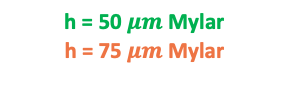 h = 50 𝝁𝒎 Mylar
h = 75 𝝁𝒎 Mylar